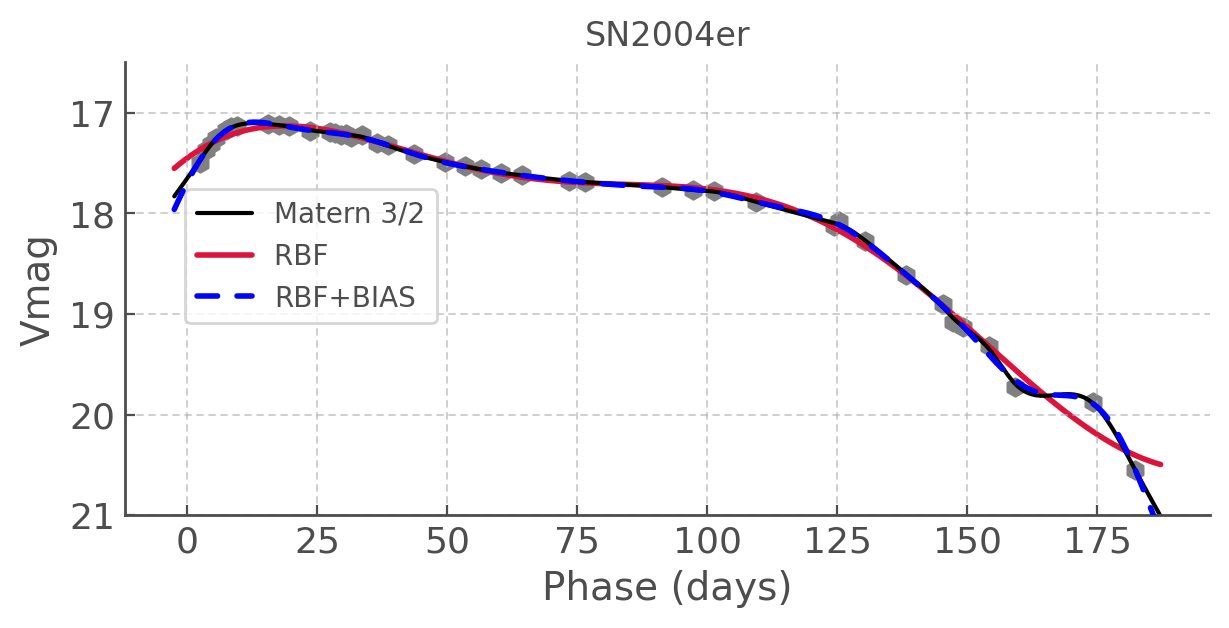 SN2004er
Vmag
17
18
19
20
21
Matern 3/2
RBF
RBF+BIAS
0 25 50 75 100 125 150 175
Phase (days)